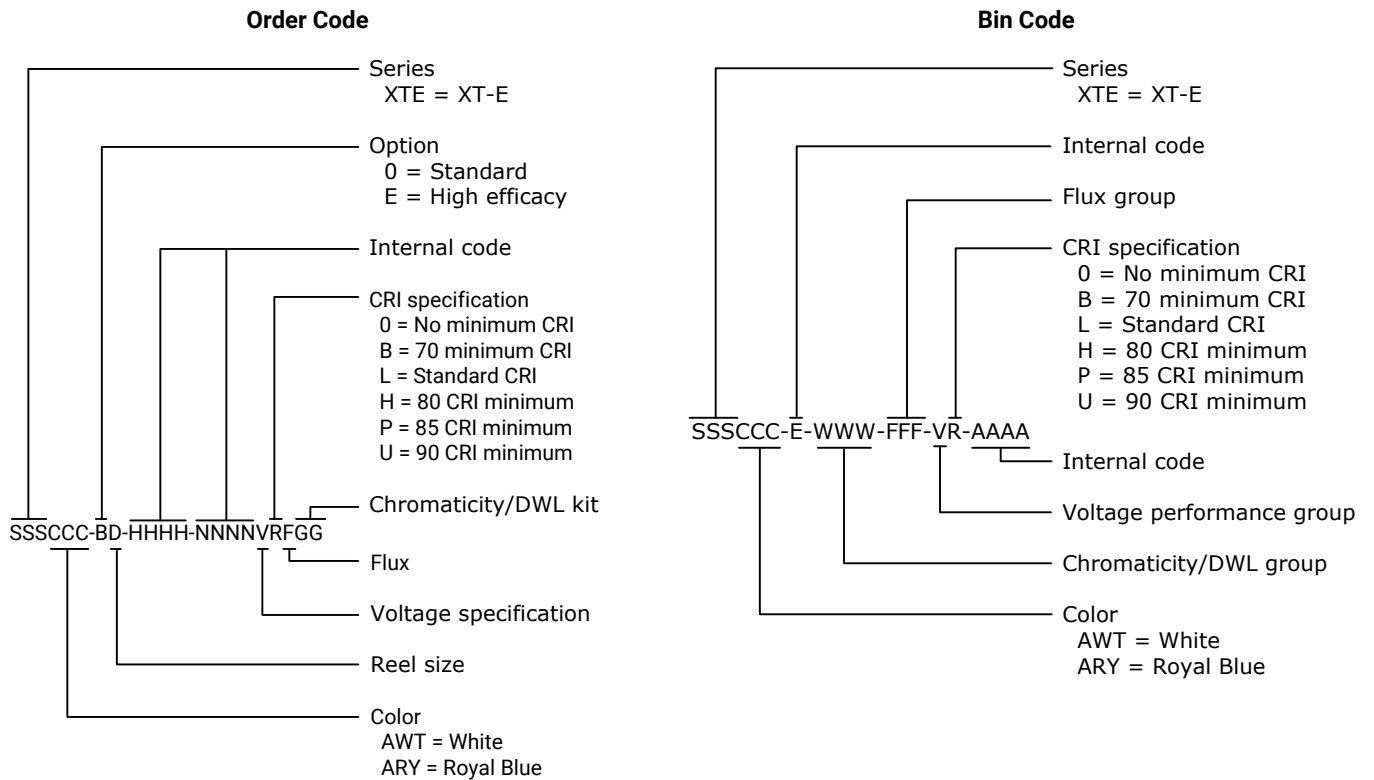 Order Code
Series
XTE = XT-E
Option
0 = Standard
E = High efficacy
Internal code
CRI specification
0 = No minimum CRI
B = 70 minimum CRI
L = Standard CRI
H = 80 CRI minimum
P = 85 CRI minimum
U = 90 CRI minimum
Chromaticity/DWL kit
SSSCCC-BD-HHHH-NNNNVRFGG
Flux
Voltage specification
Reel size
Color
AWT = White
ARY = Royal Blue
Bin Code
Series
XTE = XT-E
Internal code
Flux group
CRI specification
0 = No minimum CRI
B = 70 minimum CRI
L = Standard CRI
H = 80 CRI minimum
P = 85 CRI minimum
U = 90 CRI minimum
SSSCCC-E-WWW-FFF-VR-AAAA
Internal code
Voltage performance group
Chromaticity/DWL group
Color
AWT = White
ARY = Royal Blue